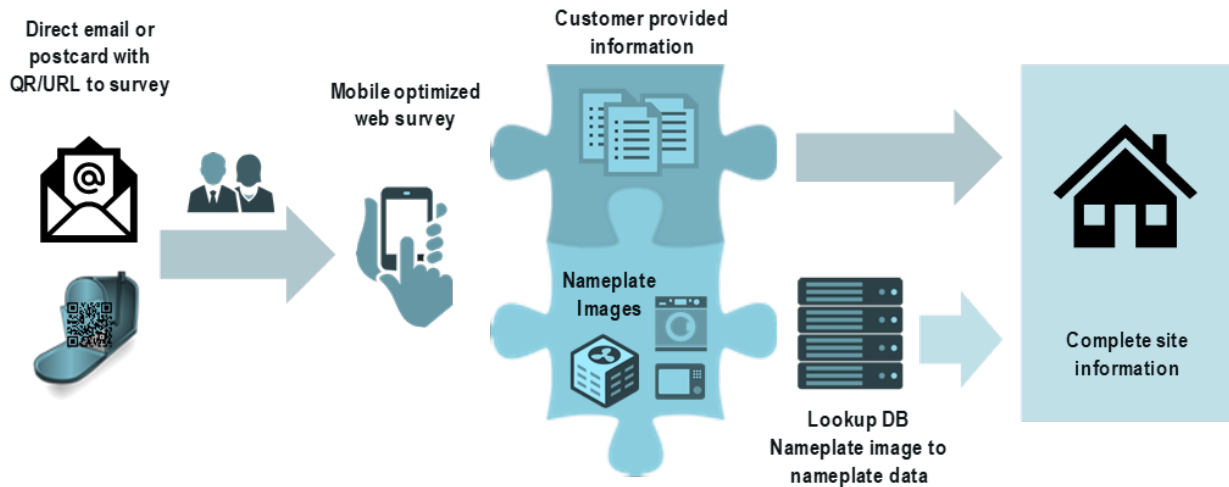 Direct email or
postcard with
QR/URL to survey
Mobile optimized
web survey
Customer provided
information
Nameplate
Images
Lookup DB
Nameplate image to
nameplate data
Complete site
information
@